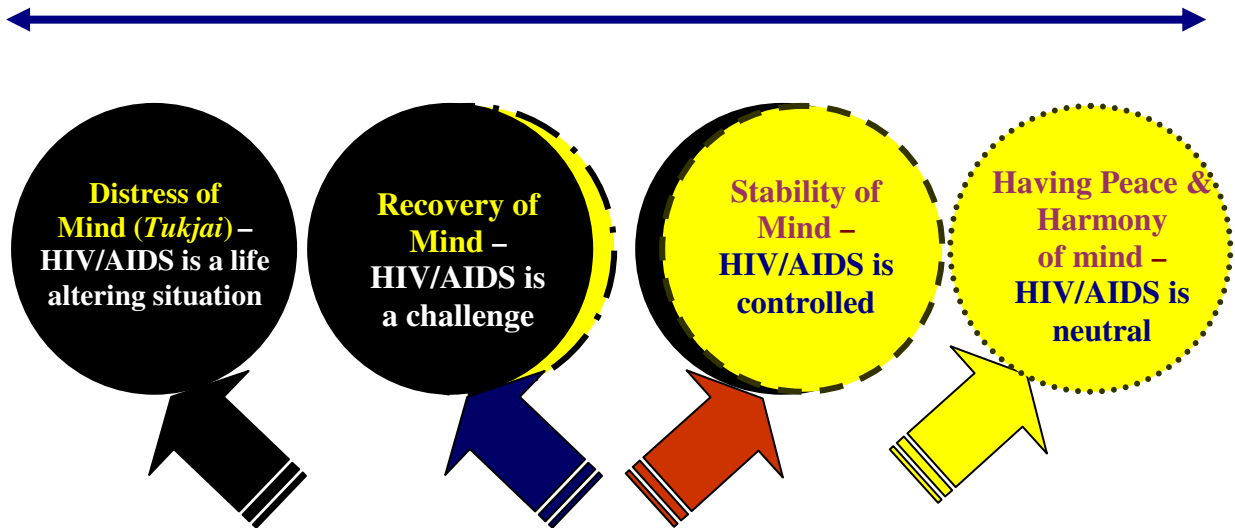 Distress of
Mind (Tukjai) –
HIV/AIDS is a life
altering situation
Recovery of
Mind –
HIV/AIDS is
a challenge
Stability of
Mind –
HIV/AIDS is
controlled
Having Peace &
Harmony
of mind –
HIV/AIDS is
neutral